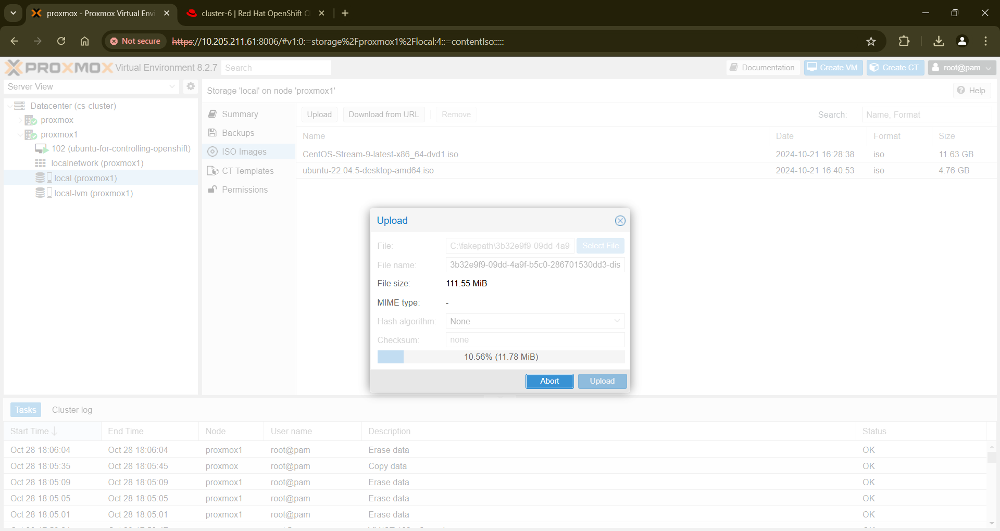 proxmox - Proxmox Virtual Envi
cluster-6 | Red Hat OpenShift C
Not secure
https://10.205.211.61:8006/#v1:0:=storage%2Fproxmox1%2Flocal:4::=contentIso:::::
PROXMOX Virtual Environment 8.2.7
Search
Documentation
Create VM
Create CT
root@pam
Server View
Storage 'local' on node 'proxmox1'
Help
Datacenter (cs-cluster)
proxmox
proxmox1
102 (ubuntu-for-controlling-openshift)
localnetwork (proxmox1)
local (proxmox1)
local-lvm (proxmox1)
Summary
Backups
ISO Images
CT Templates
Permissions
Upload
Download from URL
Remove
Search:
Name, Format
Name Date Format Size
CentOS-Stream-9-latest-x86_64-dvd1.iso 2024-10-21 16:28:38 iso 11.63 GB
ubuntu-22.04.5-desktop-amd64.iso 2024-10-21 16:40:53 iso 4.76 GB
Upload
File: C:\fakepath\3b32e9f9-09dd-4a9 Select File
File name: 3b32e9f9-09dd-4a9f-b5c0-286701530dd3-dis
File size: 111.55 MiB
MIME type: -
Hash algorithm: None
Checksum: none
10.56% (11.78 MiB)
Abort
Upload
Tasks
Cluster log
Start Time End Time Node User name Description Status
Oct 28 18:06:04 Oct 28 18:06:04 proxmox1 root@pam Erase data OK
Oct 28 18:05:35 Oct 28 18:05:45 proxmox root@pam Copy data OK
Oct 28 18:05:09 Oct 28 18:05:09 proxmox1 root@pam Erase data OK
Oct 28 18:05:05 Oct 28 18:05:05 proxmox1 root@pam Erase data OK
Oct 28 18:05:01 Oct 28 18:05:01 proxmox1 root@pam Erase data OK